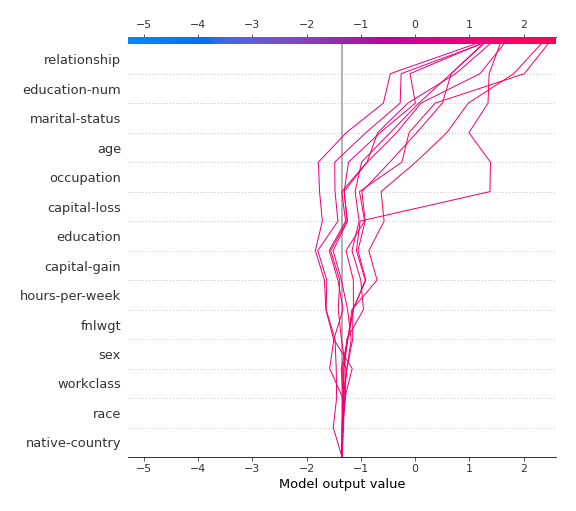 −5 −4 −3 −2 −1 0 1 2
relationship
education-num
marital-status
age
occupation
capital-loss
education
capital-gain
hours-per-week
fnlwgt
sex
workclass
race
native-country
−5 −4 −3 −2 −1 0 1 2
Model output value